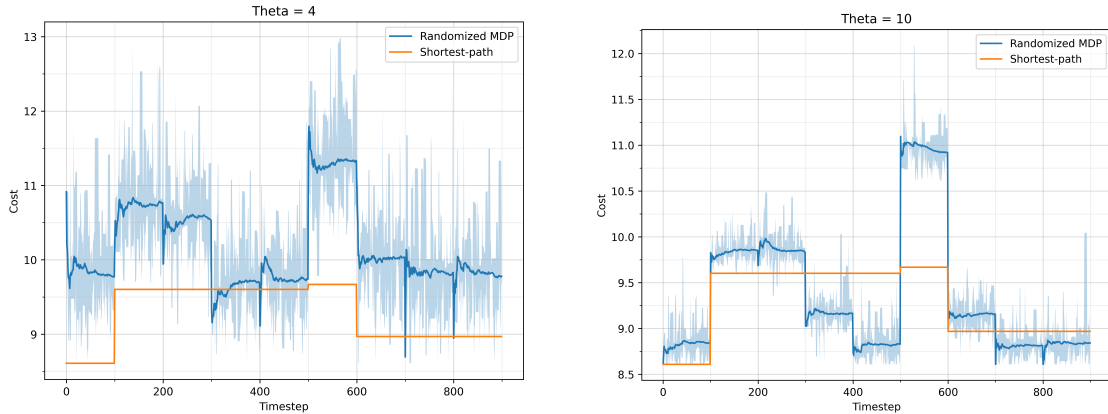 Theta = 4
13
12
11
10
9
Cost
0
200
400
600
800
Timestep
Randomized MDP
Shortest-path
Theta = 10
12.0
11.5
11.0
10.5
10.0
9.5
9.0
8.5
Cost
0
200
400
600
800
Timestep
Randomized MDP
Shortest-path